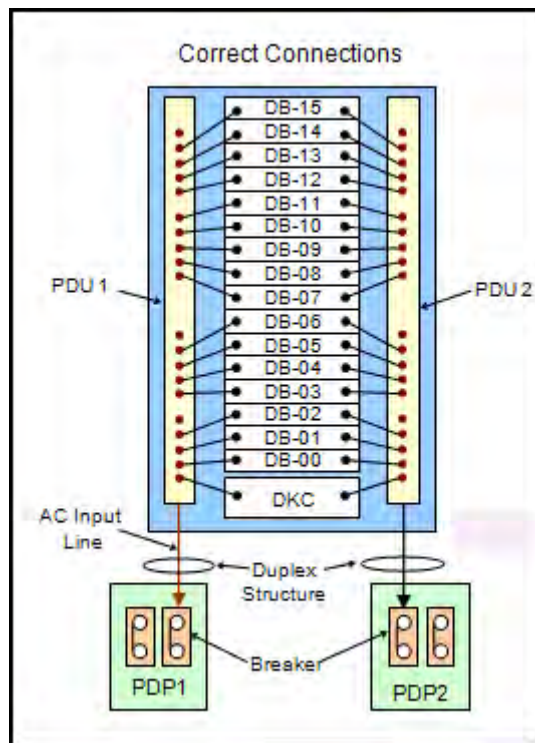 Correct Connections
DB-15
DB-14
DB-13
DB-12
DB-11
DB-10
DB-09
DB-08
DB-07
DB-06
DB-05
DB-04
DB-03
DB-02
DB-01
DB-00
DKC
PDU 1
PDU 2
AC Input
Line
Duplex
Structure
Breaker
PDP1
PDP2